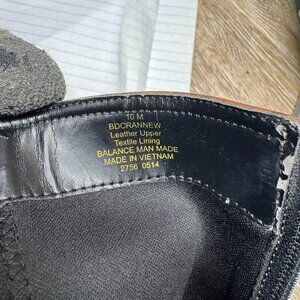 10 M
BDCRANNEW
Leather Upper
Textile Lining
BALANCE MAN MADE
MADE IN VIETNAM
2756 0514